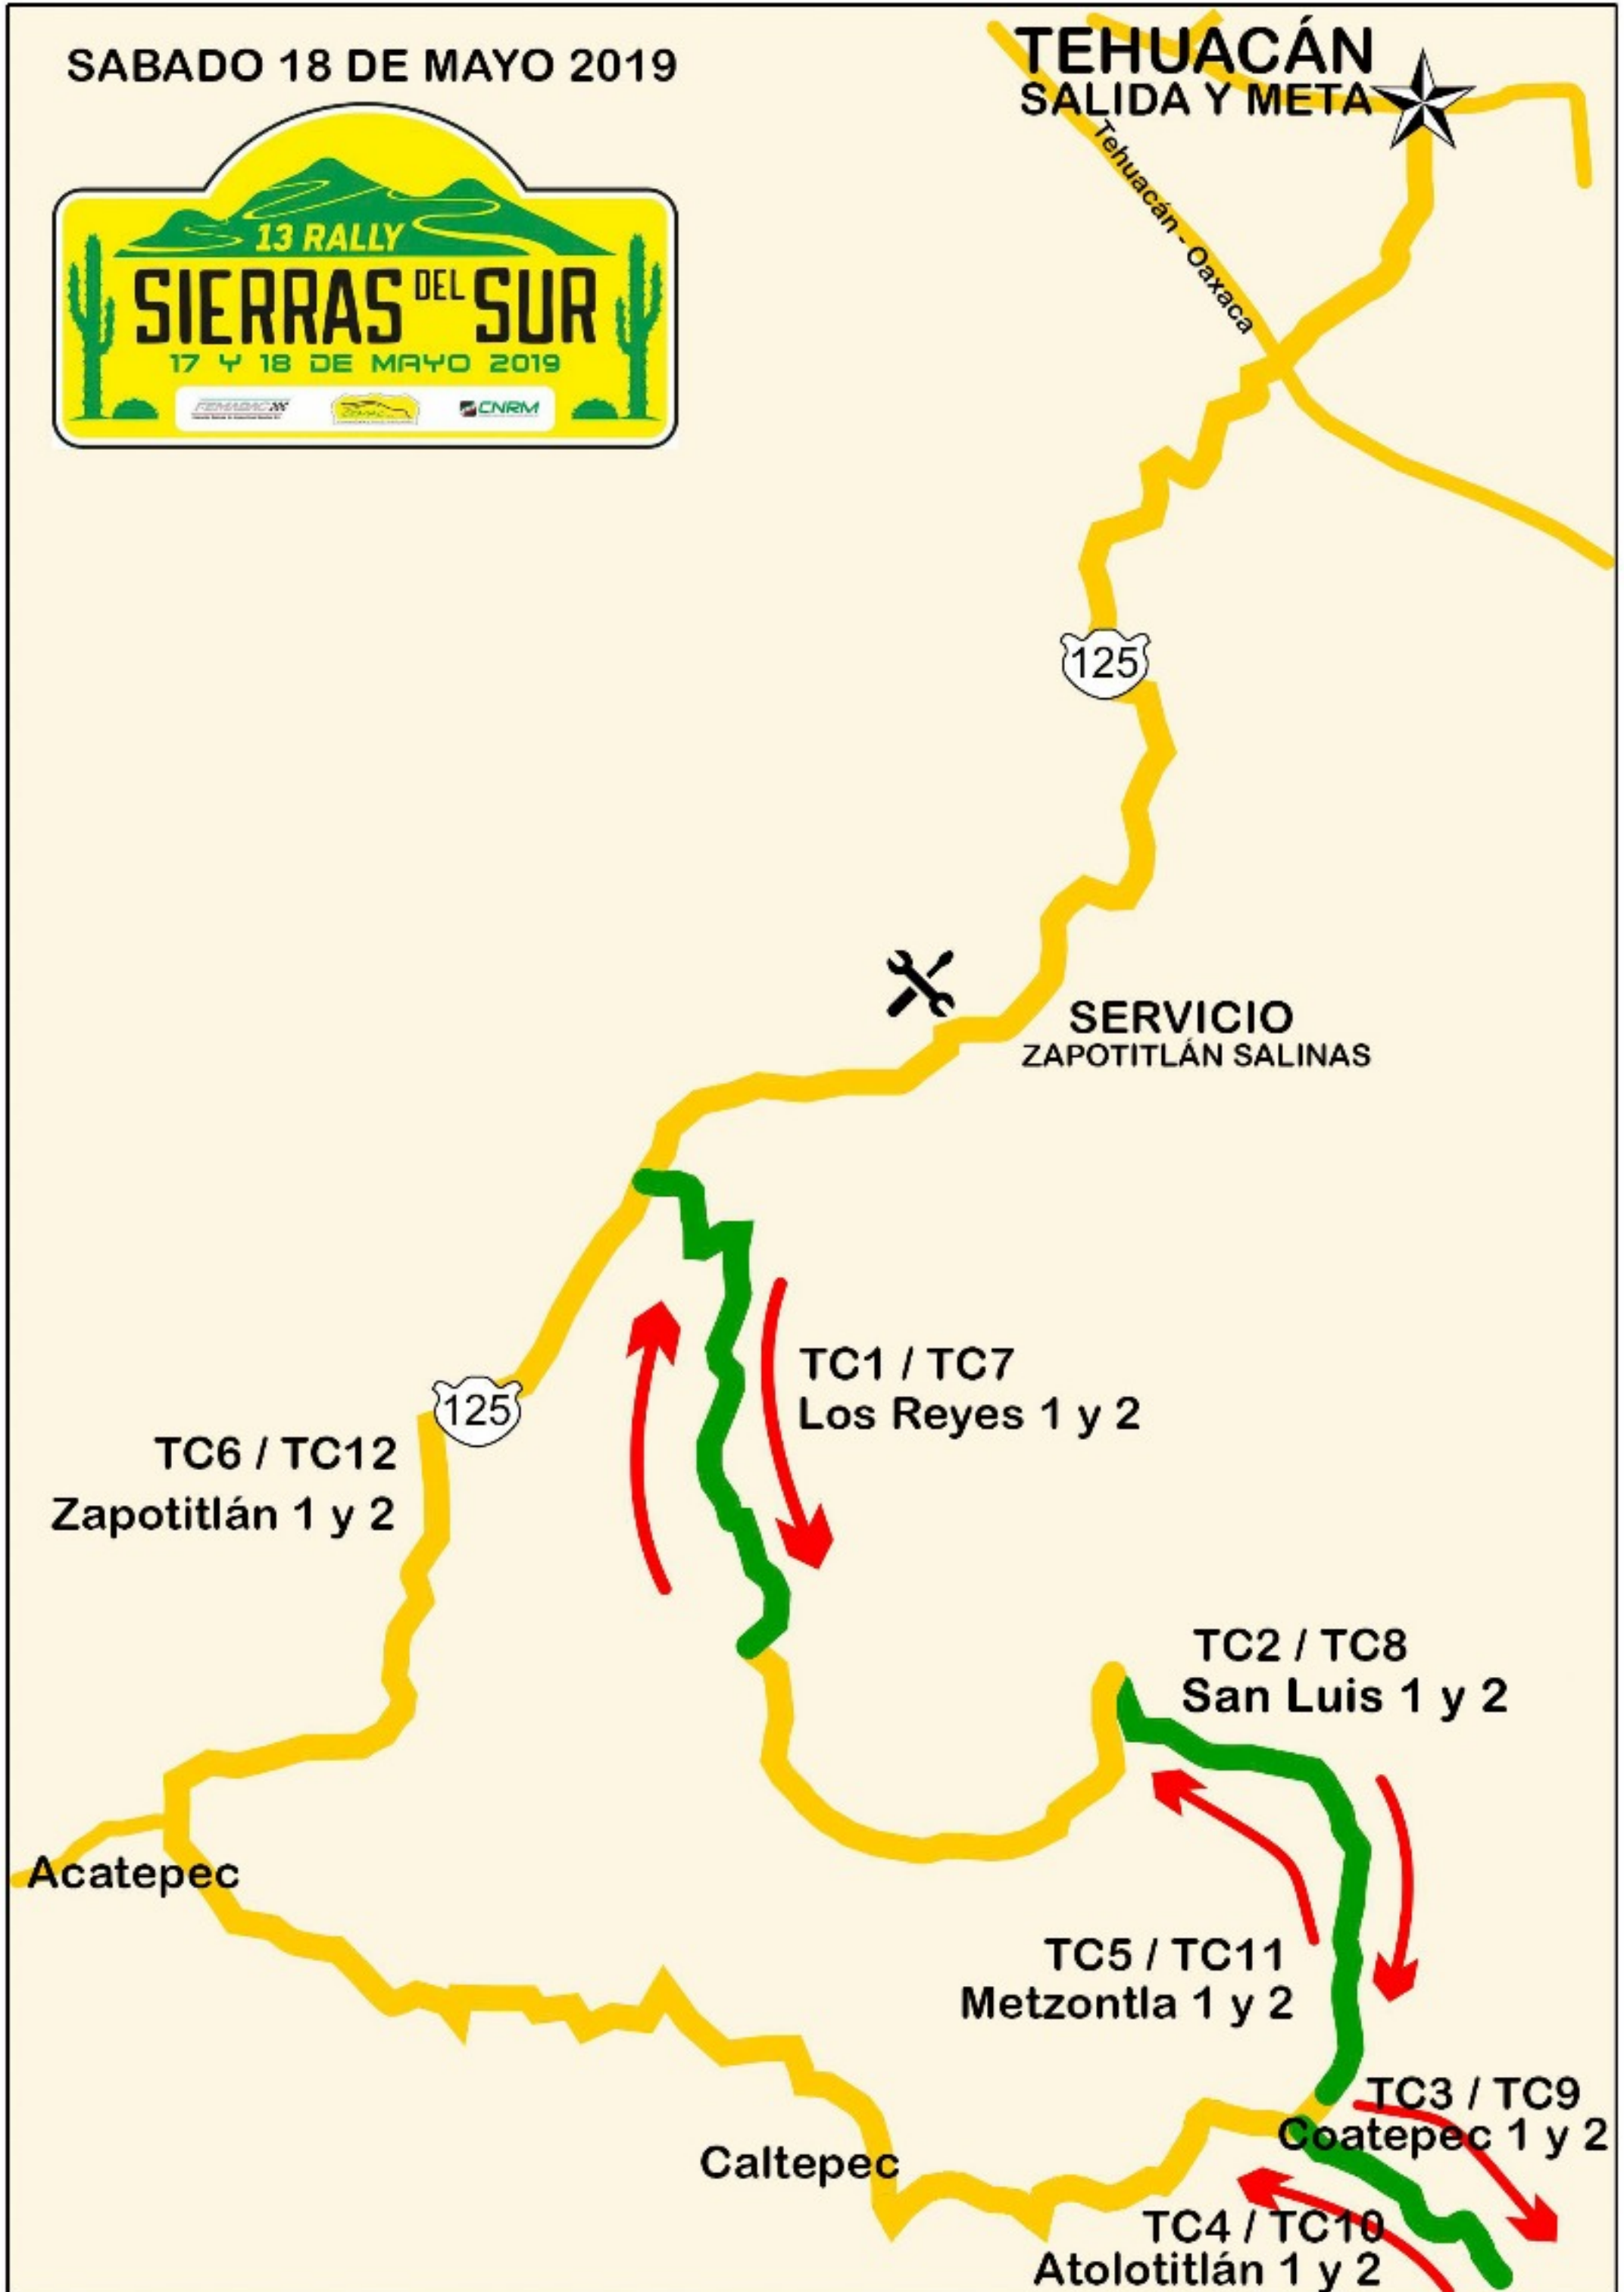 SABADO 18 DE MAYO 2019
TEHUACÁN
SALIDA Y META
Tehuacán - Oaxaca
13 RALLY
SIERRAS DEL SUR
17 Y 18 DE MAYO 2019
FEMADAC
CNRM
125
SERVICIO
ZAPOTITLÁN SALINAS
TC1 / TC7
Los Reyes 1 y 2
125
TC6 / TC12
Zapotitlán 1 y 2
TC2 / TC8
San Luis 1 y 2
Acatepec
TC5 / TC11
Metzontla 1 y 2
TC3 / TC9
Coatepec 1 y 2
Caltepec
TC4 / TC10
Atolotitlán 1 y 2